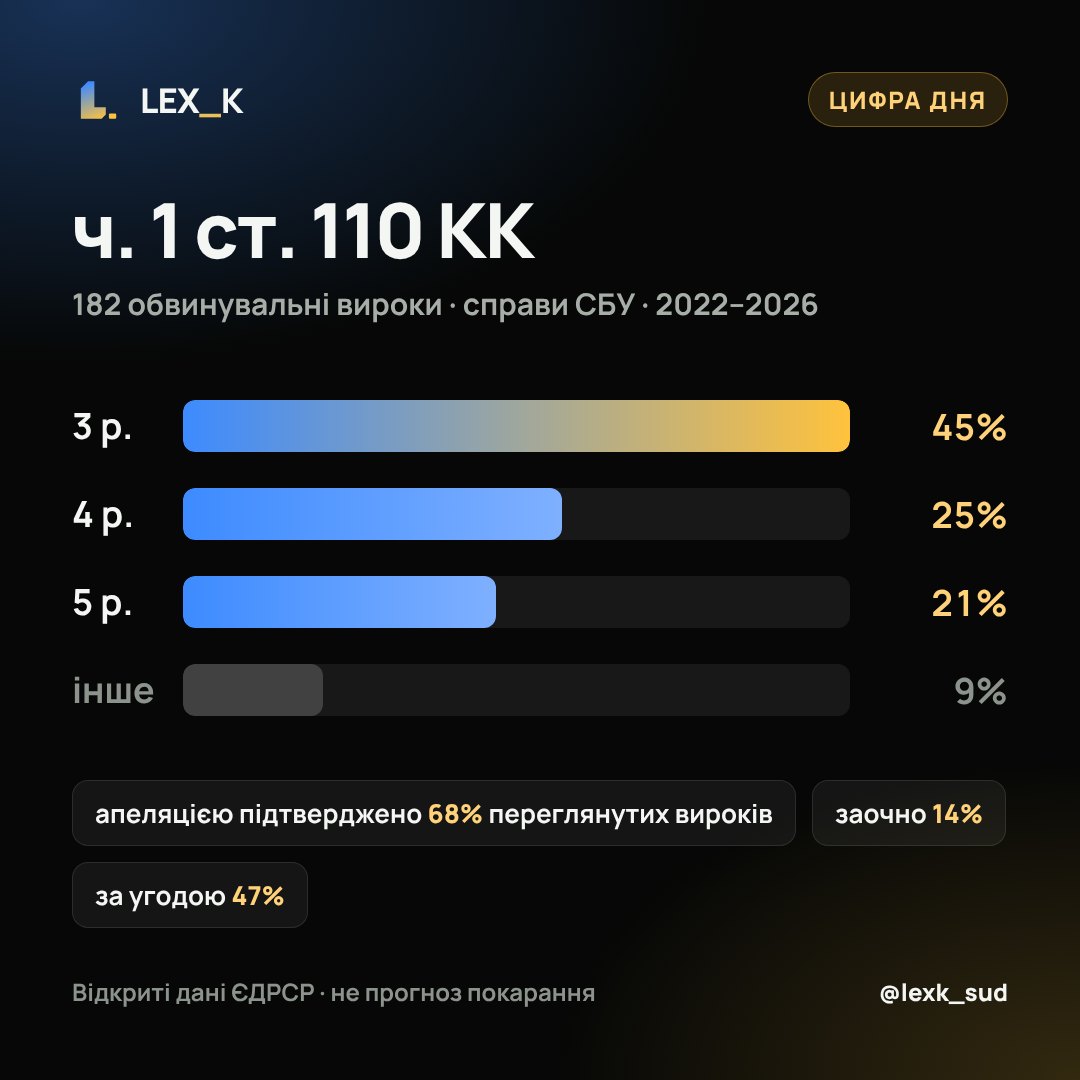 LEX_K
ЦИФРА ДНЯ
ч. 1 ст. 110 КК
182 обвинувальні вироки · справи СБУ · 2022–2026
3 р. 45%
4 р. 25%
5 р. 21%
інше 9%
апеляцією підтверджено 68% переглянутих вироків
заочно 14%
за угодою 47%
Відкриті дані ЄДРСР · не прогноз покарання
@lexk_sud